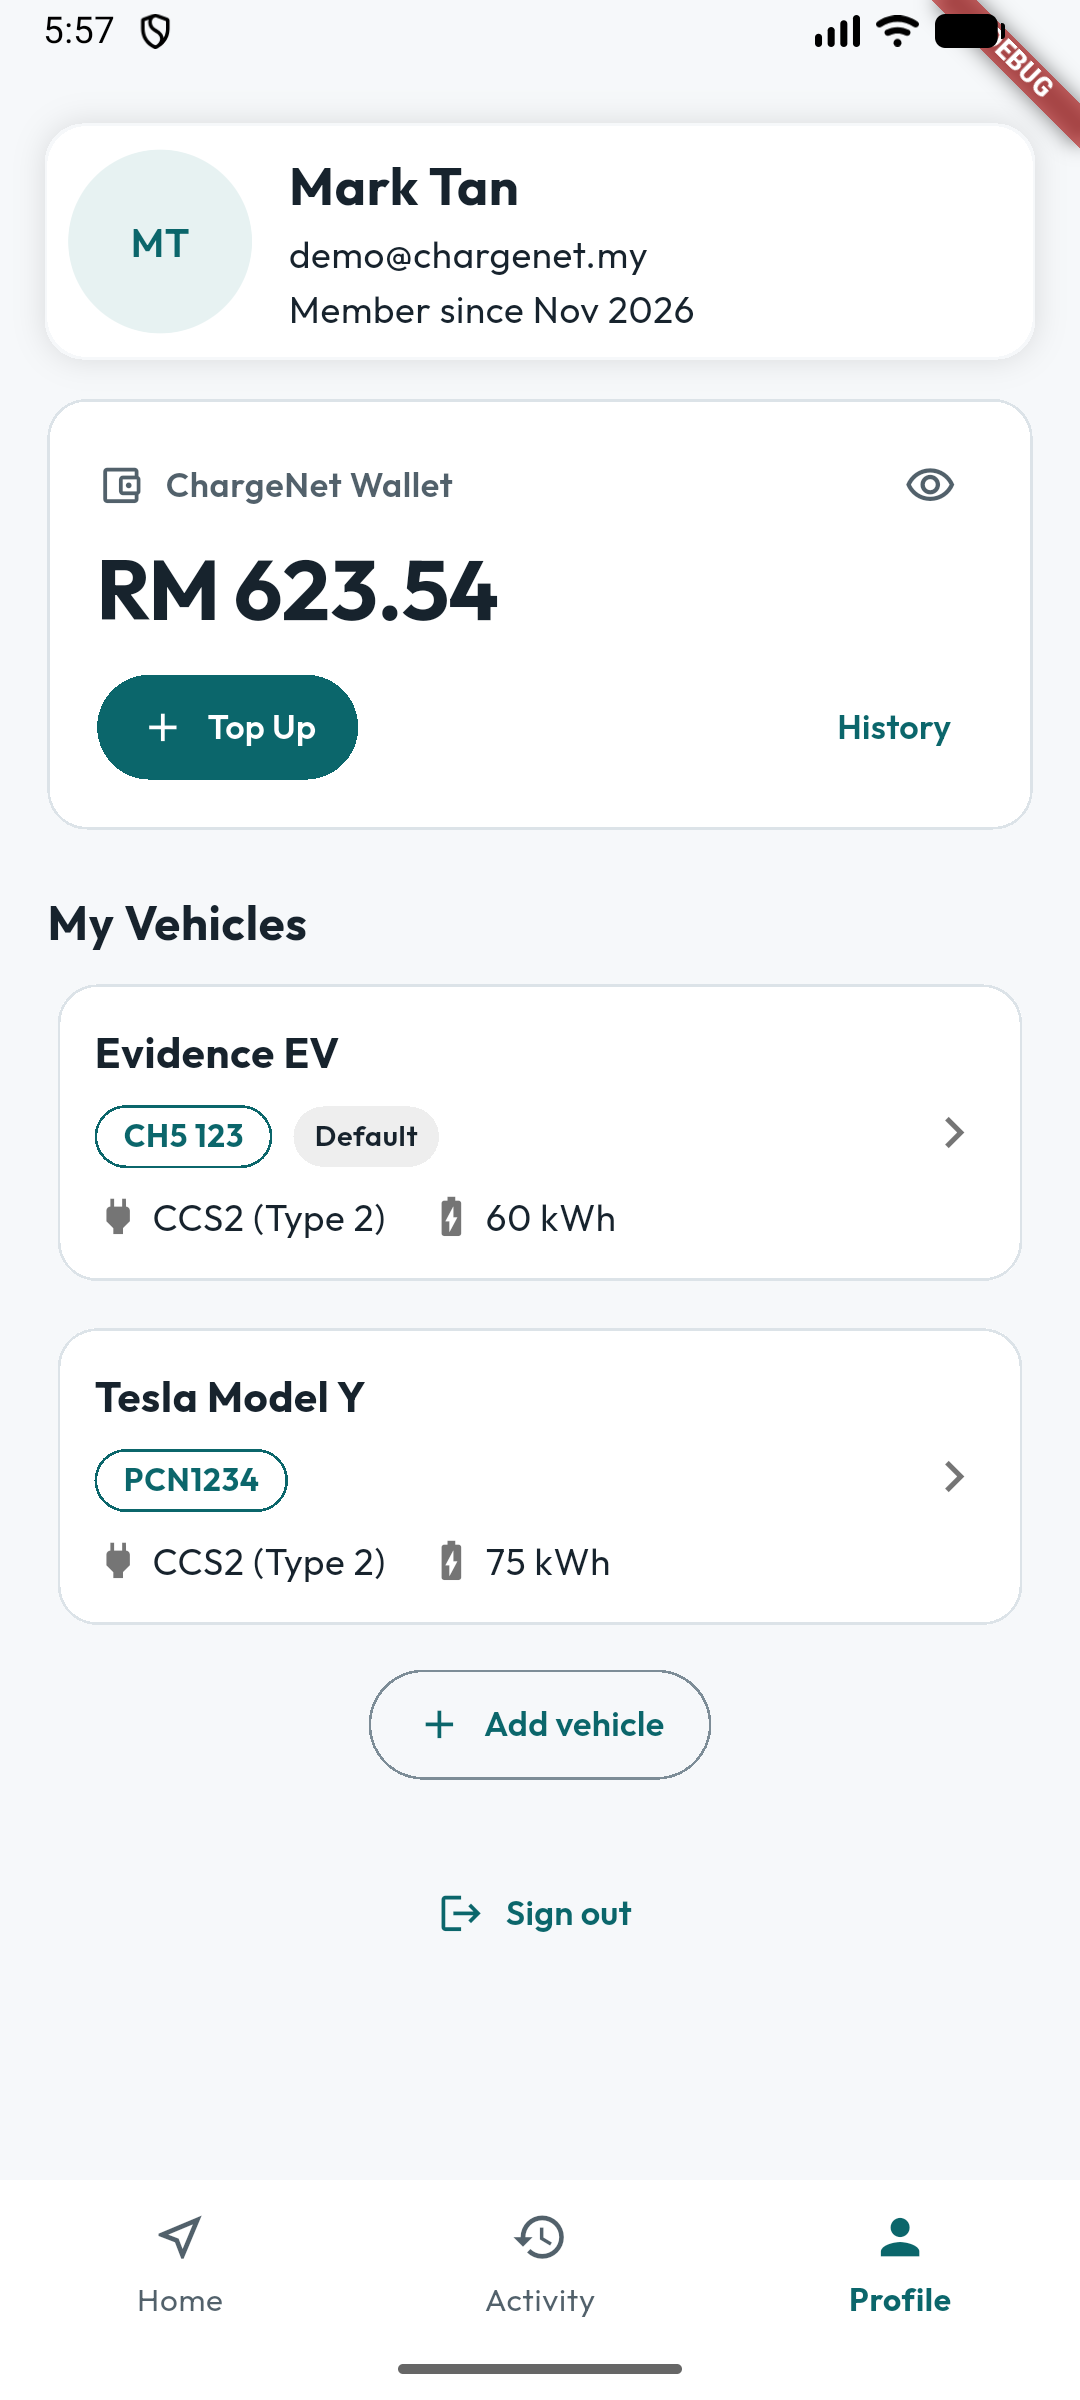 5:57
EBUG
Mark Tan
MT
demo@chargenet.my
Member since Nov 2026
ChargeNet Wallet
RM 623.54
Top Up
History
My Vehicles
Evidence EV
CH5 123
Default
CCS2 (Type 2)
60 kWh
Tesla Model Y
PCN1234
CCS2 (Type 2)
75 kWh
Add vehicle
Sign out
Home
Activity
Profile